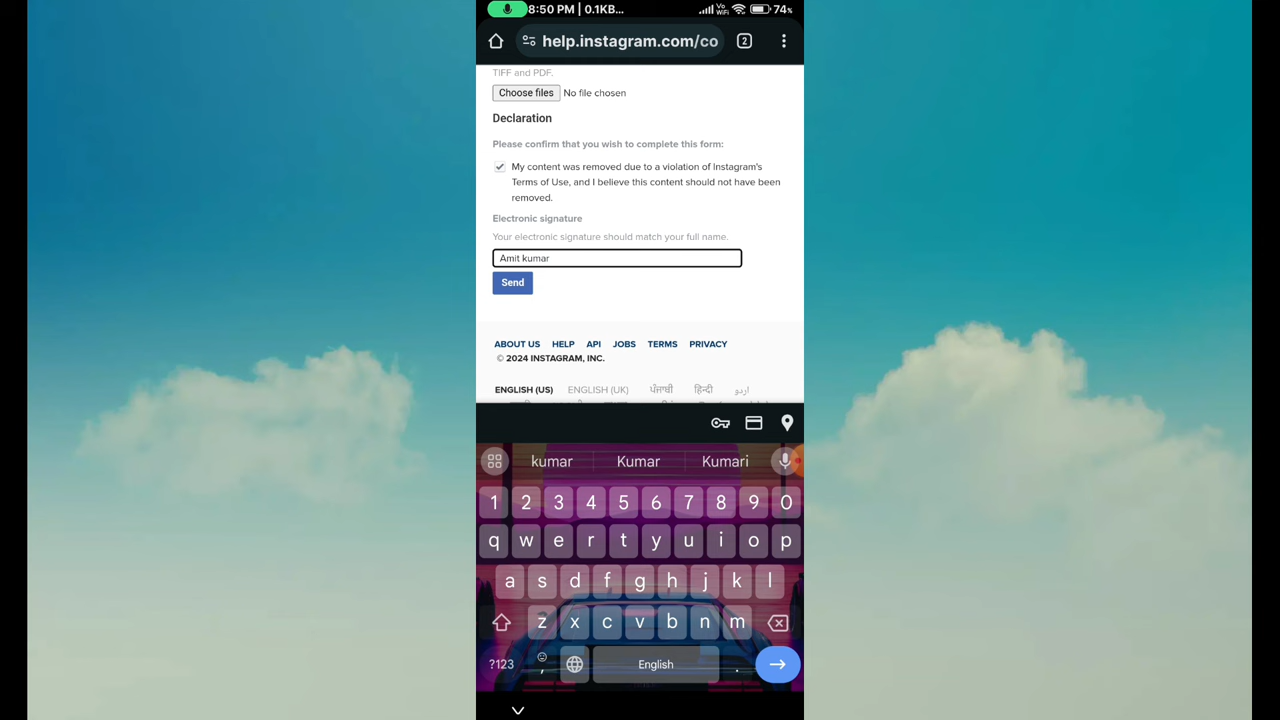 8:50 PM | 0.1KB...
Vo
WiFi
74%
help.instagram.com/co
2
TIFF and PDF.
Choose files No file chosen
Declaration
Please confirm that you wish to complete this form:
My content was removed due to a violation of Instagram's
Terms of Use, and I believe this content should not have been
removed.
Electronic signature
Your electronic signature should match your full name.
Amit kumar
Send
ABOUT US HELP API JOBS TERMS PRIVACY
© 2024 INSTAGRAM, INC.
ENGLISH (US) ENGLISH (UK) ਪੰਜਾਬੀ हिन्दी اردو
kumar Kumar Kumari
1 2 3 4 5 6 7 8 9 0
q w e r t y u i o p
a s d f g h j k l
z x c v b n m
?123 , English .